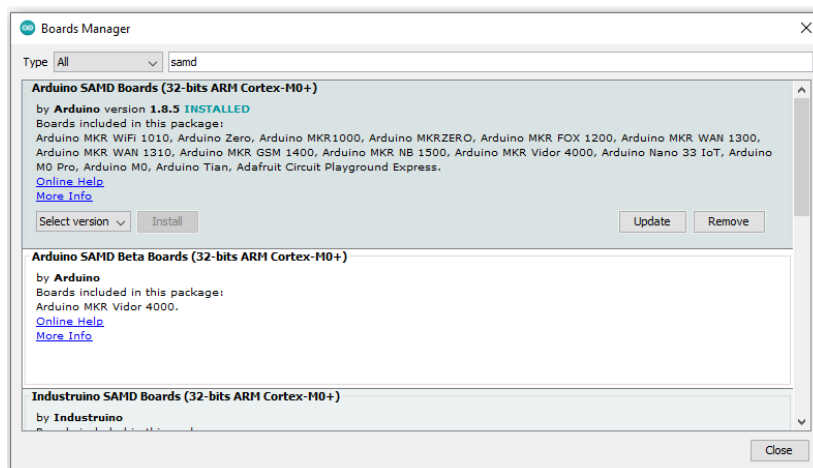 Boards Manager
Type All samd
Arduino SAMD Boards (32-bits ARM Cortex-M0+)
by Arduino version 1.8.5 INSTALLED
Boards included in this package:
Arduino MKR WiFi 1010, Arduino Zero, Arduino MKR1000, Arduino MKRZERO, Arduino MKR FOX 1200, Arduino MKR WAN 1300,
Arduino MKR WAN 1310, Arduino MKR GSM 1400, Arduino MKR NB 1500, Arduino MKR Vidor 4000, Arduino Nano 33 IoT, Arduino
M0 Pro, Arduino M0, Arduino Tian, Adafruit Circuit Playground Express.
Online Help
More Info
Select version Install Update Remove
Arduino SAMD Beta Boards (32-bits ARM Cortex-M0+)
by Arduino
Boards included in this package:
Arduino MKR Vidor 4000.
Online Help
More Info
Industruino SAMD Boards (32-bits ARM Cortex-M0+)
by Industruino
Close